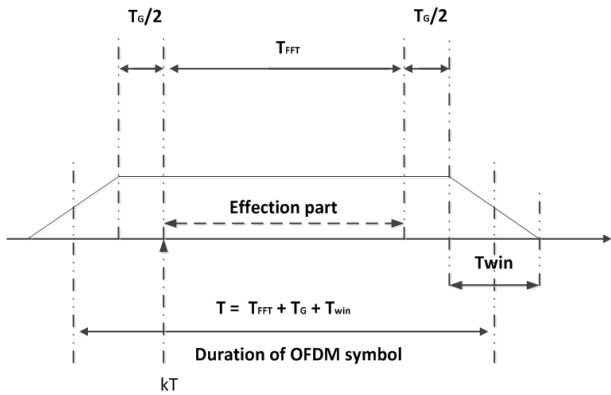 TG/2
TG/2
TFFT
Effection part
Twin
T = TFFT + TG + Twin
Duration of OFDM symbol
kT